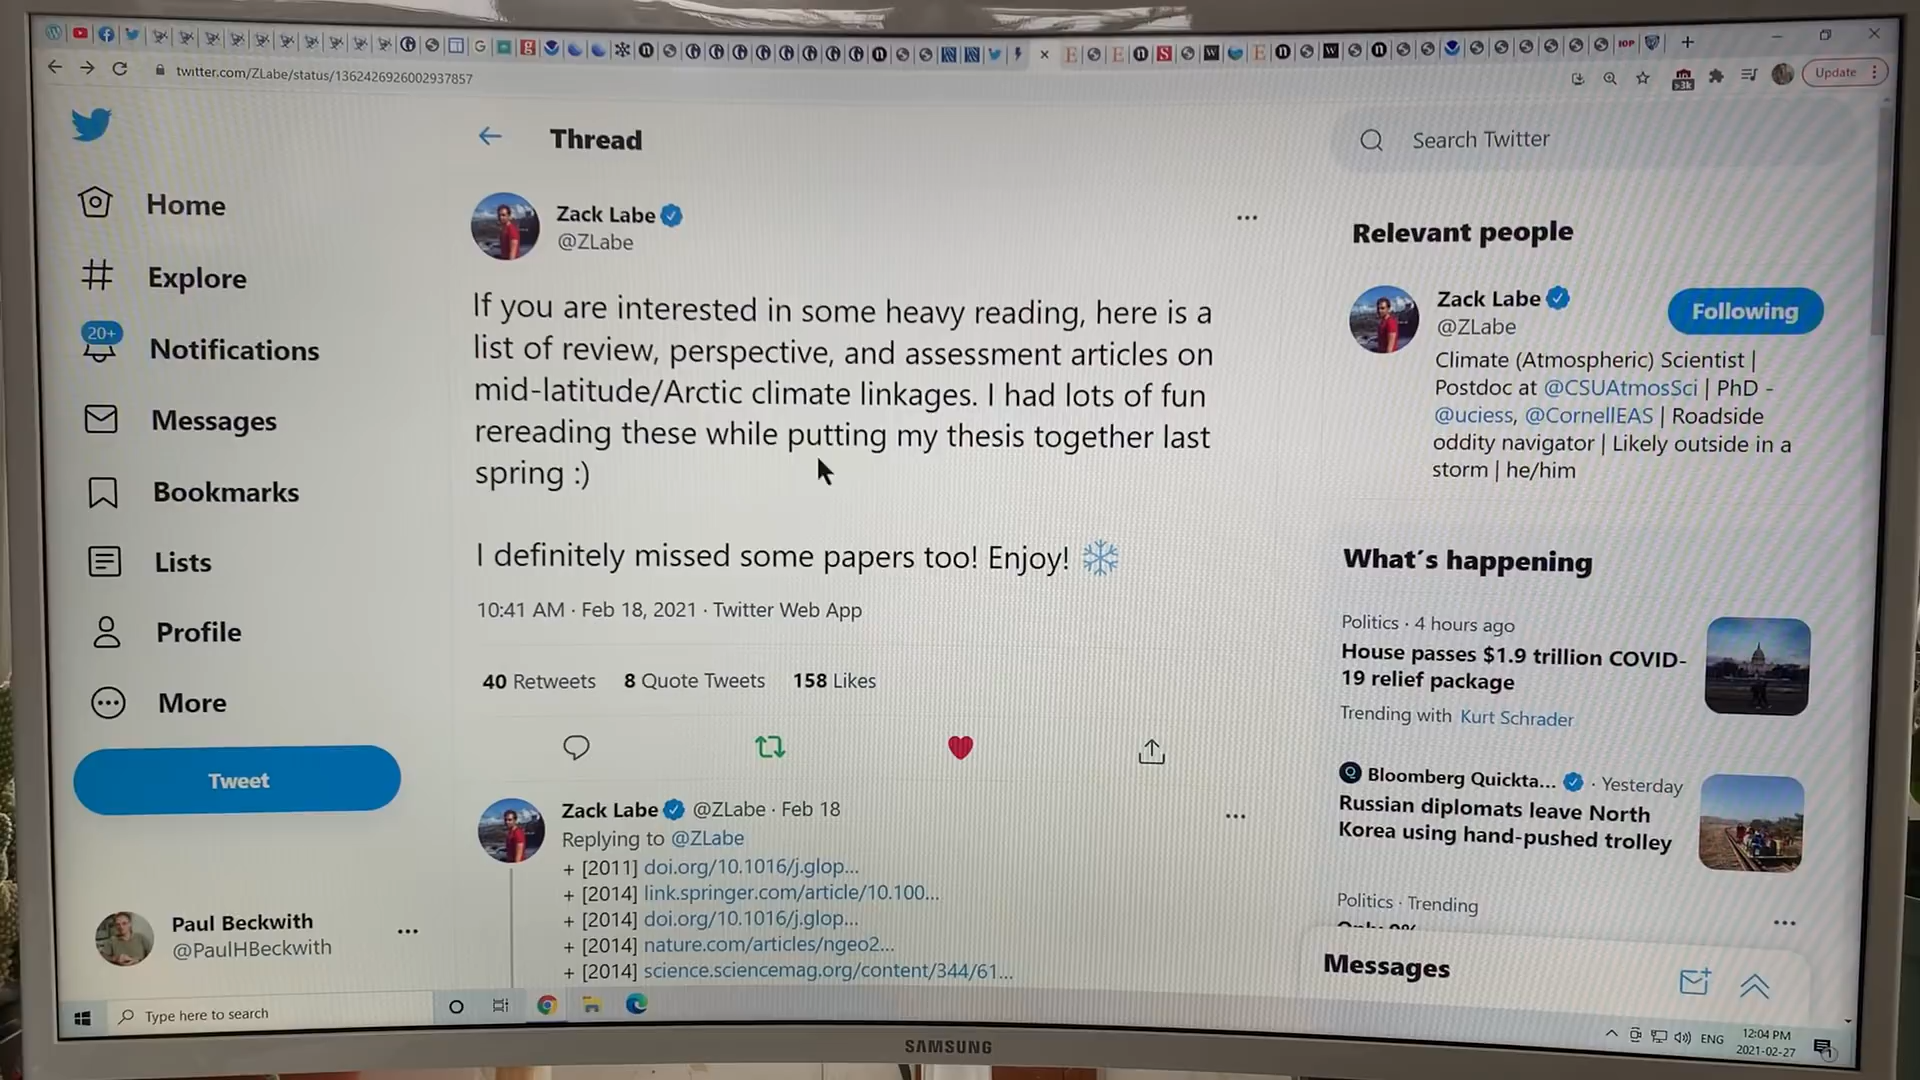 twitter.com/ZLabe/status/1362426926002937857
Update
Thread
Search Twitter
Home
Explore
20+
Notifications
Messages
Bookmarks
Lists
Profile
More
Tweet
Paul Beckwith
@PaulHBeckwith
Zack Labe
@ZLabe
If you are interested in some heavy reading, here is a
list of review, perspective, and assessment articles on
mid-latitude/Arctic climate linkages. I had lots of fun
rereading these while putting my thesis together last
spring :)
I definitely missed some papers too! Enjoy!
10:41 AM · Feb 18, 2021 · Twitter Web App
40 Retweets 8 Quote Tweets 158 Likes
Zack Labe @ZLabe · Feb 18
Replying to @ZLabe
+ [2011] doi.org/10.1016/j.glop...
+ [2014] link.springer.com/article/10.100...
+ [2014] doi.org/10.1016/j.glop...
+ [2014] nature.com/articles/ngeo2...
+ [2014] science.sciencemag.org/content/344/61...
Relevant people
Zack Labe
@ZLabe
Following
Climate (Atmospheric) Scientist |
Postdoc at @CSUAtmosSci | PhD -
@uciess, @CornellEAS | Roadside
oddity navigator | Likely outside in a
storm | he/him
What's happening
Politics · 4 hours ago
House passes $1.9 trillion COVID-
19 relief package
Trending with Kurt Schrader
Bloomberg Quickta... · Yesterday
Russian diplomats leave North
Korea using hand-pushed trolley
Politics · Trending
Messages
Type here to search
ENG
12:04 PM
2021-02-27
SAMSUNG